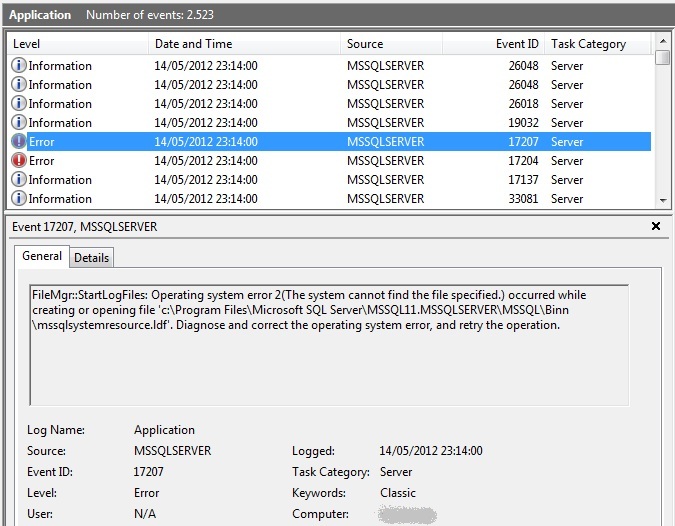 Application Number of events: 2.523
Level Date and Time Source Event ID Task Category
Information 14/05/2012 23:14:00 MSSQLSERVER 26048 Server
Information 14/05/2012 23:14:00 MSSQLSERVER 26048 Server
Information 14/05/2012 23:14:00 MSSQLSERVER 26018 Server
Information 14/05/2012 23:14:00 MSSQLSERVER 19032 Server
Error 14/05/2012 23:14:00 MSSQLSERVER 17207 Server
Error 14/05/2012 23:14:00 MSSQLSERVER 17204 Server
Information 14/05/2012 23:14:00 MSSQLSERVER 17137 Server
Information 14/05/2012 23:14:00 MSSQLSERVER 33081 Server
Event 17207, MSSQLSERVER
General Details
FileMgr::StartLogFiles: Operating system error 2(The system cannot find the file specified.) occurred while
creating or opening file 'c:\Program Files\Microsoft SQL Server\MSSQL11.MSSQLSERVER\MSSQL\Binn
\mssqlsystemresource.ldf'. Diagnose and correct the operating system error, and retry the operation.
Log Name: Application
Source: MSSQLSERVER Logged: 14/05/2012 23:14:00
Event ID: 17207 Task Category: Server
Level: Error Keywords: Classic
User: N/A Computer: